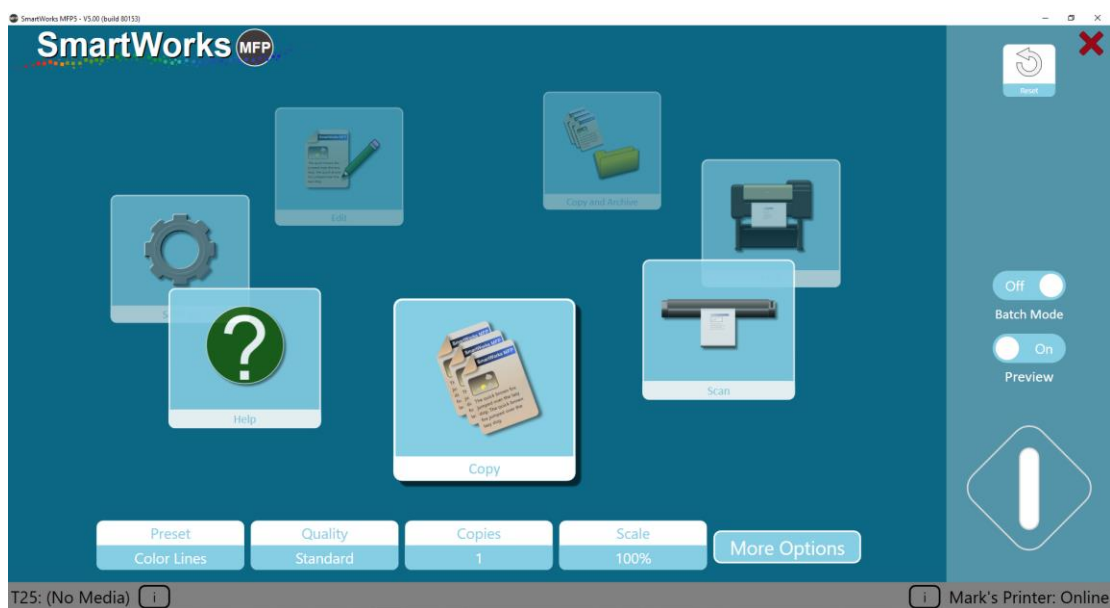 SmartWorks MFP5 - V5.00 (build 80153)
SmartWorks MFP
Reset
Edit
Copy and Archive
Help
Copy
Scan
Off
Batch Mode
On
Preview
Preset
Color Lines
Quality
Standard
Copies
1
Scale
100%
More Options
T25: (No Media) i
i Mark's Printer: Online